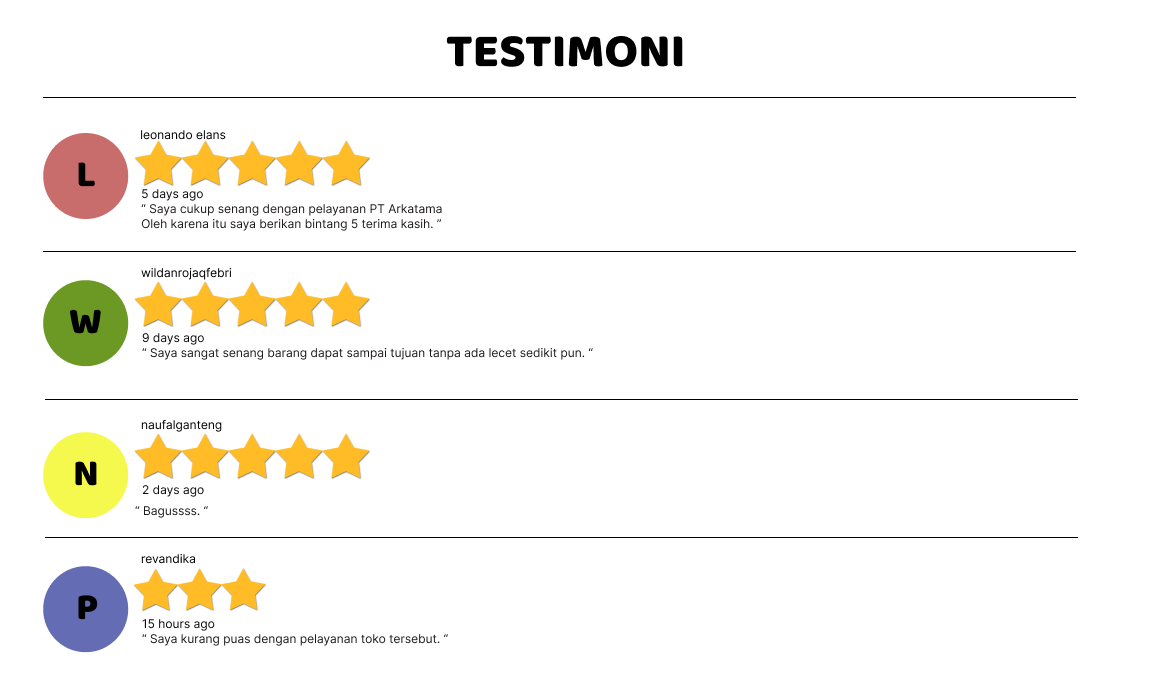 TESTIMONI
L
leonando elans
5 days ago
“ Saya cukup senang dengan pelayanan PT Arkatama
Oleh karena itu saya berikan bintang 5 terima kasih. ”
W
wildanrojaqfebri
9 days ago
“ Saya sangat senang barang dapat sampai tujuan tanpa ada lecet sedikit pun. “
N
naufalganteng
2 days ago
“ Bagussss. “
P
revandika
15 hours ago
“ Saya kurang puas dengan pelayanan toko tersebut. “